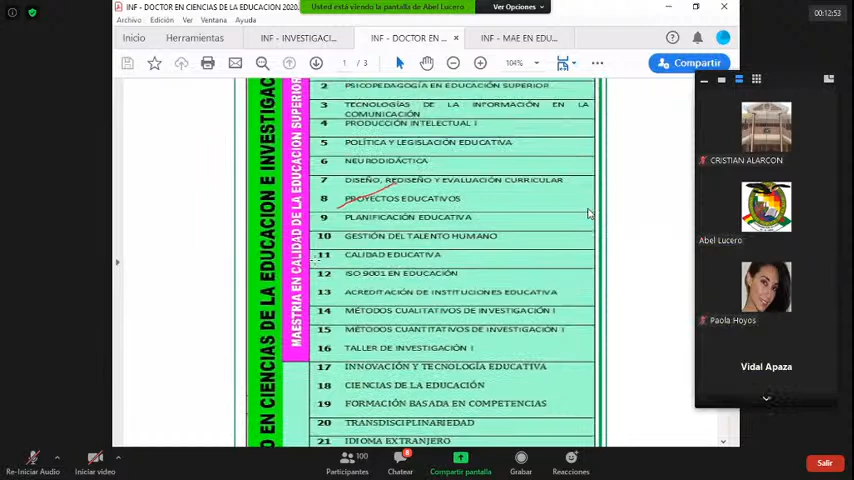 INF - DOCTOR EN CIENCIAS DE LA EDUCACION 2020.
Usted está viendo la pantalla de Abel Lucero
Ver Opciones
00:12:53
Archivo Edición Ver Ventana Ayuda
Inicio Herramientas INF - INVESTIGACI... INF - DOCTOR EN ... × INF - MAE EN EDU...
1 / 3 104% Compartir
2 PSICOPEDAGOGÍA EN EDUCACIÓN SUPERIOR
3 TECNOLOGÍAS DE LA INFORMACIÓN EN LA
COMUNICACIÓN
4 PRODUCCIÓN INTELECTUAL I
5 POLÍTICA Y LEGISLACIÓN EDUCATIVA
6 NEURODIDÁCTICA
7 DISEÑO, REDISEÑO Y EVALUACIÓN CURRICULAR
8 PROYECTOS EDUCATIVOS
9 PLANIFICACIÓN EDUCATIVA
10 GESTIÓN DEL TALENTO HUMANO
11 CALIDAD EDUCATIVA
12 ISO 9001 EN EDUCACIÓN
13 ACREDITACIÓN DE INSTITUCIONES EDUCATIVA
14 MÉTODOS CUALITATIVOS DE INVESTIGACIÓN I
15 MÉTODOS CUANTITATIVOS DE INVESTIGACIÓN I
16 TALLER DE INVESTIGACIÓN I
17 INNOVACIÓN Y TECNOLOGÍA EDUCATIVA
18 CIENCIAS DE LA EDUCACIÓN
19 FORMACIÓN BASADA EN COMPETENCIAS
20 TRANSDISCIPLINARIEDAD
21 IDIOMA EXTRANJERO
O EN CIENCIAS DE LA EDUCACION E INVESTIGAC
MAESTRIA EN CALIDAD DE LA EDUCACION SUPERIOR
CRISTIAN ALARCON
Abel Lucero
Paola Hoyos
Vidal Apaza
Re-Iniciar Audio Iniciar video Participantes 100 Chatear 8 Compartir pantalla Grabar Reacciones Salir